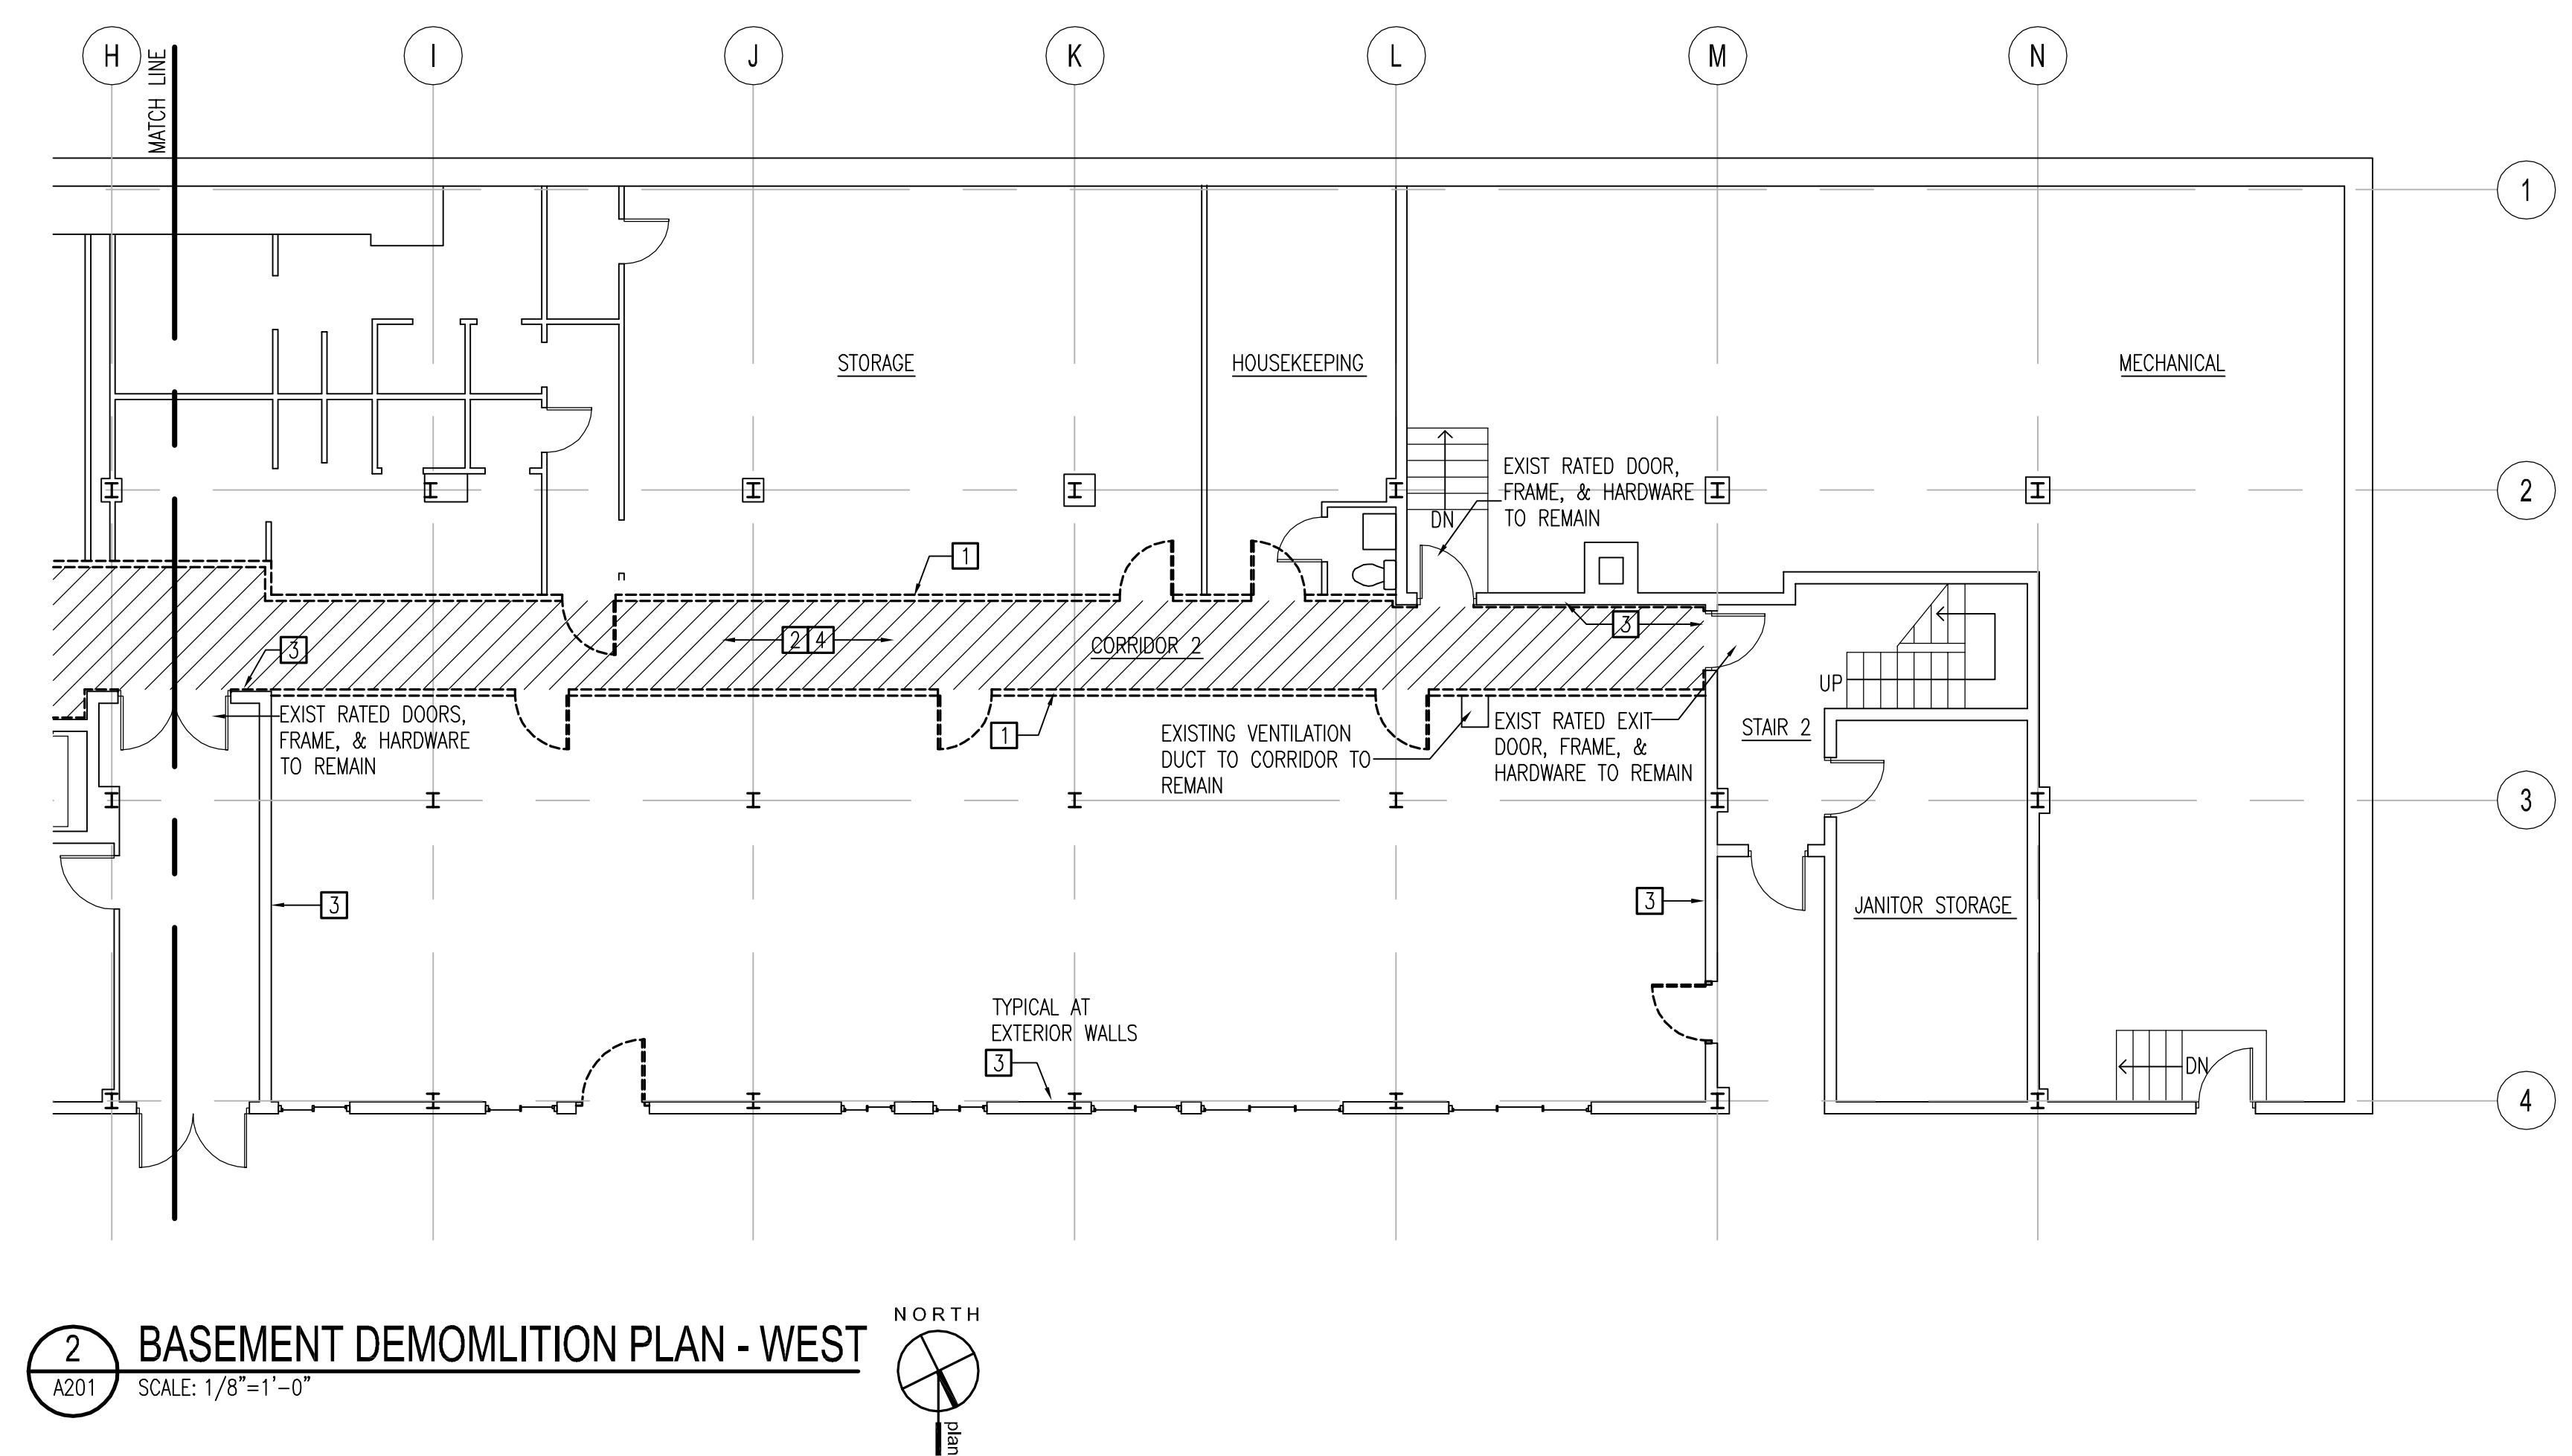 H
I
J
K
L
M
N
MATCH LINE
1
2
3
4
STORAGE
HOUSEKEEPING
MECHANICAL
EXIST RATED DOOR,
FRAME, & HARDWARE
TO REMAIN
DN
1
3
2 4
CORRIDOR 2
3
UP
EXIST RATED DOORS,
FRAME, & HARDWARE
TO REMAIN
1
EXISTING VENTILATION
DUCT TO CORRIDOR TO
REMAIN
EXIST RATED EXIT
DOOR, FRAME, &
HARDWARE TO REMAIN
STAIR 2
3
3
JANITOR STORAGE
TYPICAL AT
EXTERIOR WALLS
3
DN
2
A201
BASEMENT DEMOMLITION PLAN - WEST
SCALE: 1/8"=1'-0"
NORTH
plan